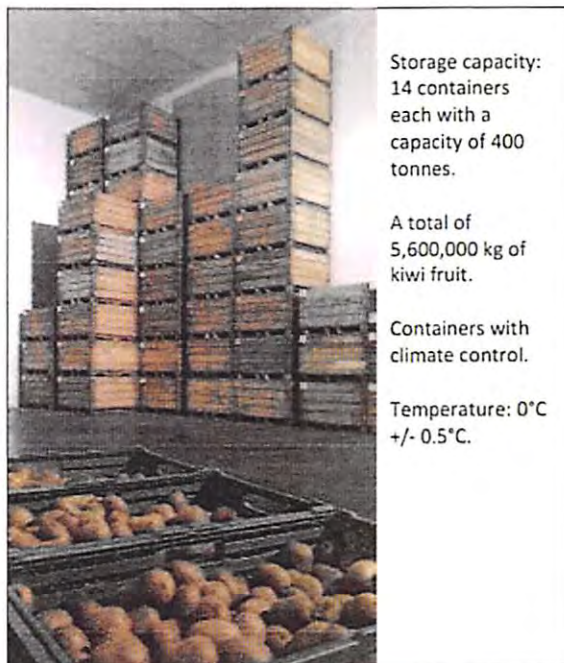 Storage capacity:
14 containers
each with a
capacity of 400
tonnes.
A total of
5,600,000 kg of
kiwi fruit.
Containers with
climate control.
Temperature: 0°C
+/- 0.5°C.